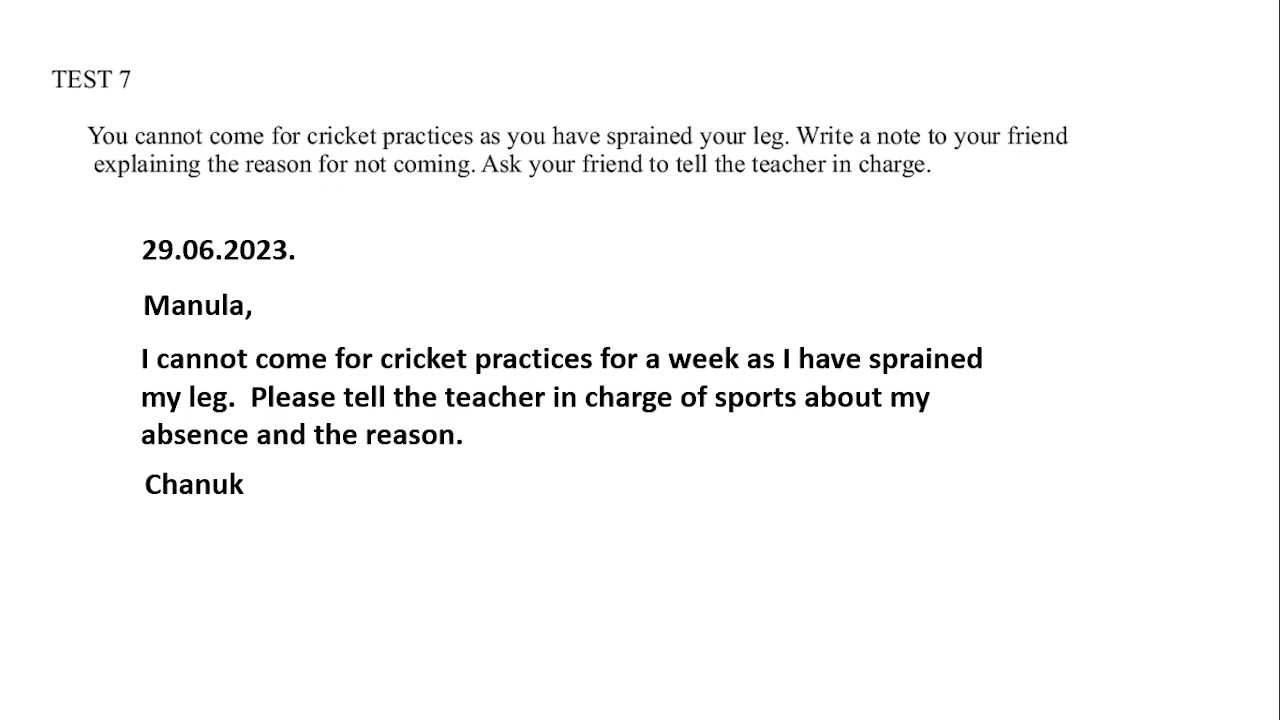 TEST 7
You cannot come for cricket practices as you have sprained your leg. Write a note to your friend
explaining the reason for not coming. Ask your friend to tell the teacher in charge.
29.06.2023.
Manula,
I cannot come for cricket practices for a week as I have sprained
my leg.  Please tell the teacher in charge of sports about my
absence and the reason.
Chanuk